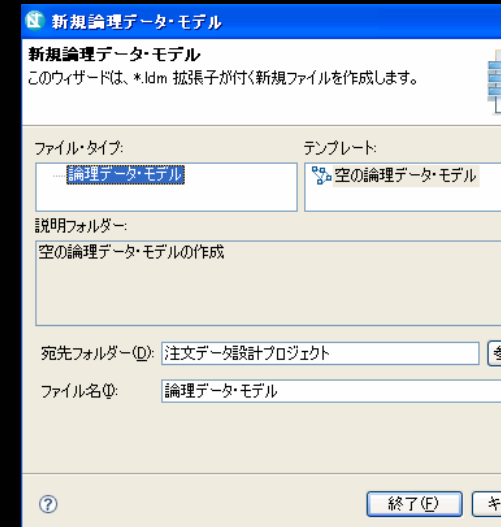 新規論理データ・モデル
新規論理データ・モデル
このウィザードは、*.ldm 拡張子が付く新規ファイルを作成します。
ファイル・タイプ:
テンプレート:
論理データ・モデル
空の論理データ・モデル
説明フォルダー:
空の論理データ・モデルの作成
宛先フォルダー(D): 注文データ設計プロジェクト
ファイル名(I): 論理データ・モデル
終了(F)